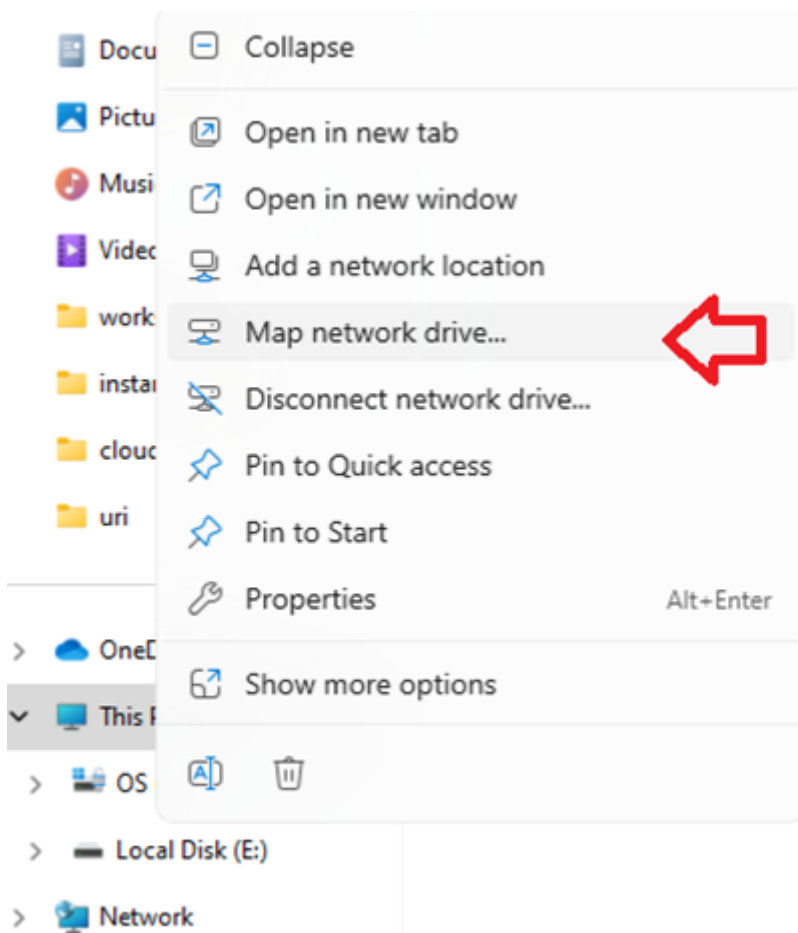 Docu
Collapse
Pictu
Open in new tab
Musi
Open in new window
Videc
Add a network location
work
Map network drive...
instar
Disconnect network drive...
cloud
Pin to Quick access
uri
Pin to Start
Properties Alt+Enter
OneD
Show more options
This P
OS
Local Disk (E:)
Network